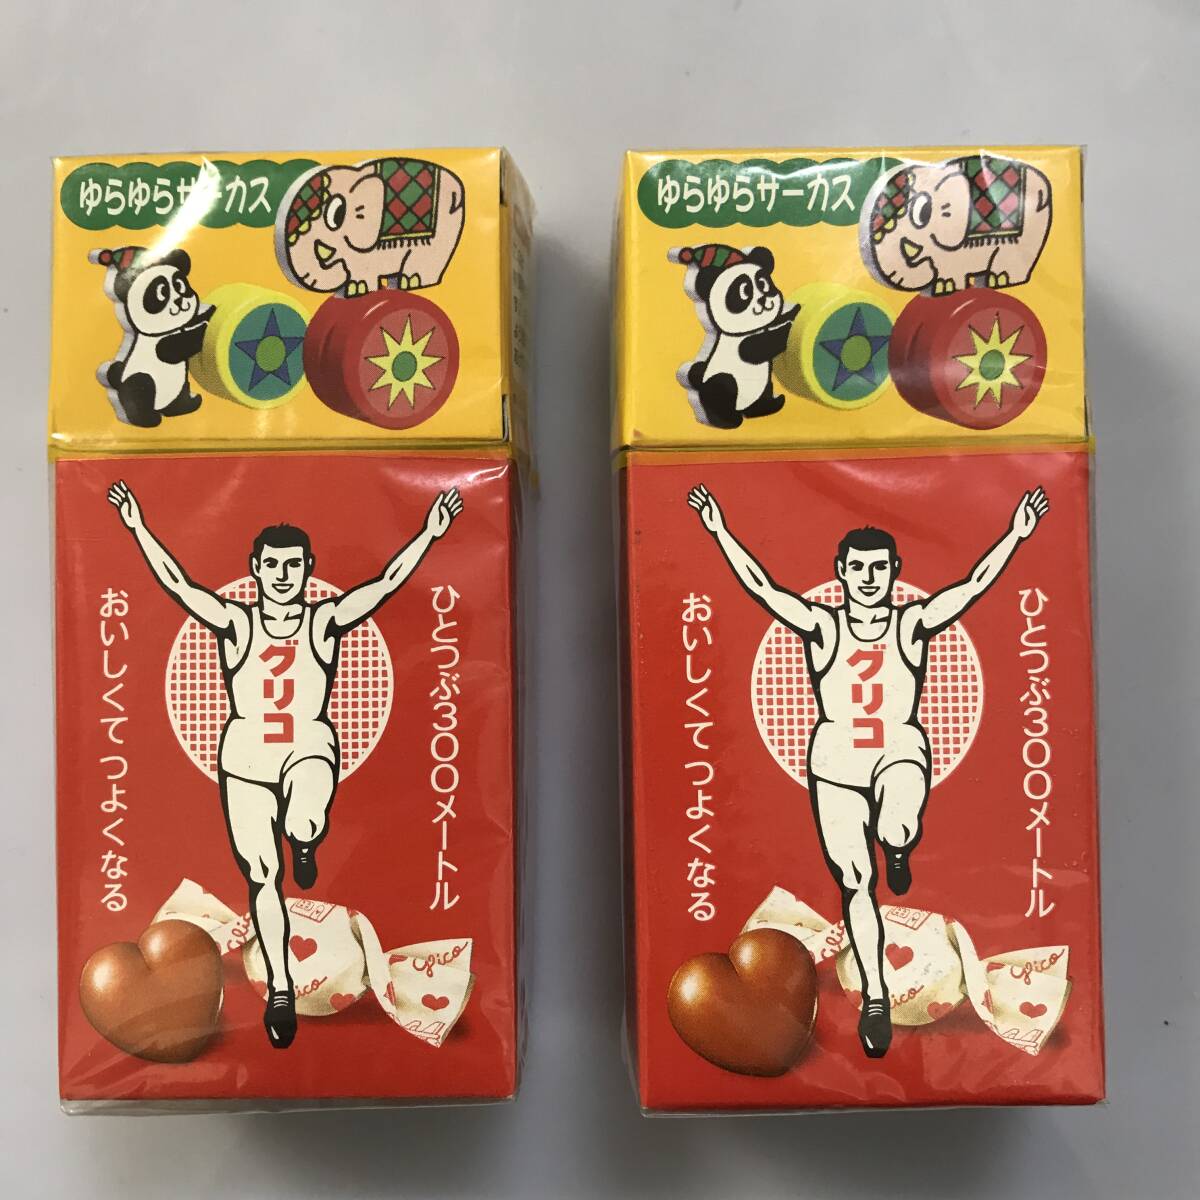 ゆらゆらサーカス
グリコ
ひとつぶ300メートル
おいしくてつよくなる
Glico
glico
ゆらゆらサーカス
グリコ
ひとつぶ300メートル
おいしくてつよくなる
glico